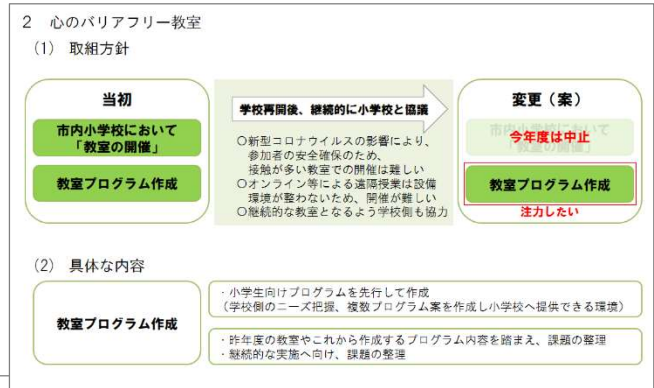 2 心のバリアフリー教室
(1) 取組方針
当初
市内小学校において
「教室の開催」
教室プログラム作成
学校再開後、継続的に小学校と協議
〇新型コロナウイルスの影響により、
参加者の安全確保のため、
接触が多い教室での開催は難しい
〇オンライン等による遠隔授業は設備
環境が整わないため、開催が難しい
〇継続的な教室となるよう学校側も協力
変更(案)
市内小学校において
「教室の開催」
今年度は中止
教室プログラム作成
注力したい
(2) 具体な内容
教室プログラム作成
・小学生向けプログラムを先行して作成
(学校側のニーズ把握、複数プログラム案を作成し小学校へ提供できる環境)
・昨年度の教室やこれから作成するプログラム内容を踏まえ、課題の整理
・継続的な実施へ向け、課題の整理